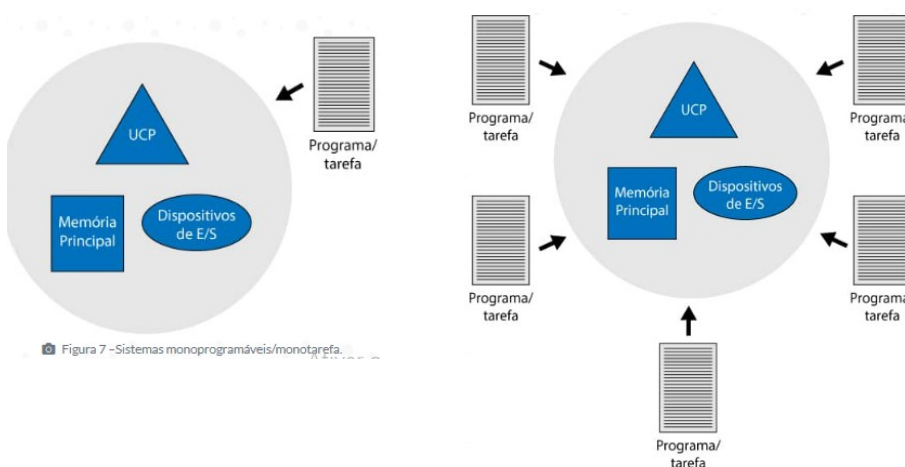 UCP
Memória
Principal
Dispositivos
de E/S
Programa/
tarefa
Figura 7 –Sistemas monoprogramáveis/monotarefa.
Programa/
tarefa
Programa/
tarefa
UCP
Memória
Principal
Dispositivos
de E/S
Programa
tarefa
Programa
tarefa
Programa/
tarefa